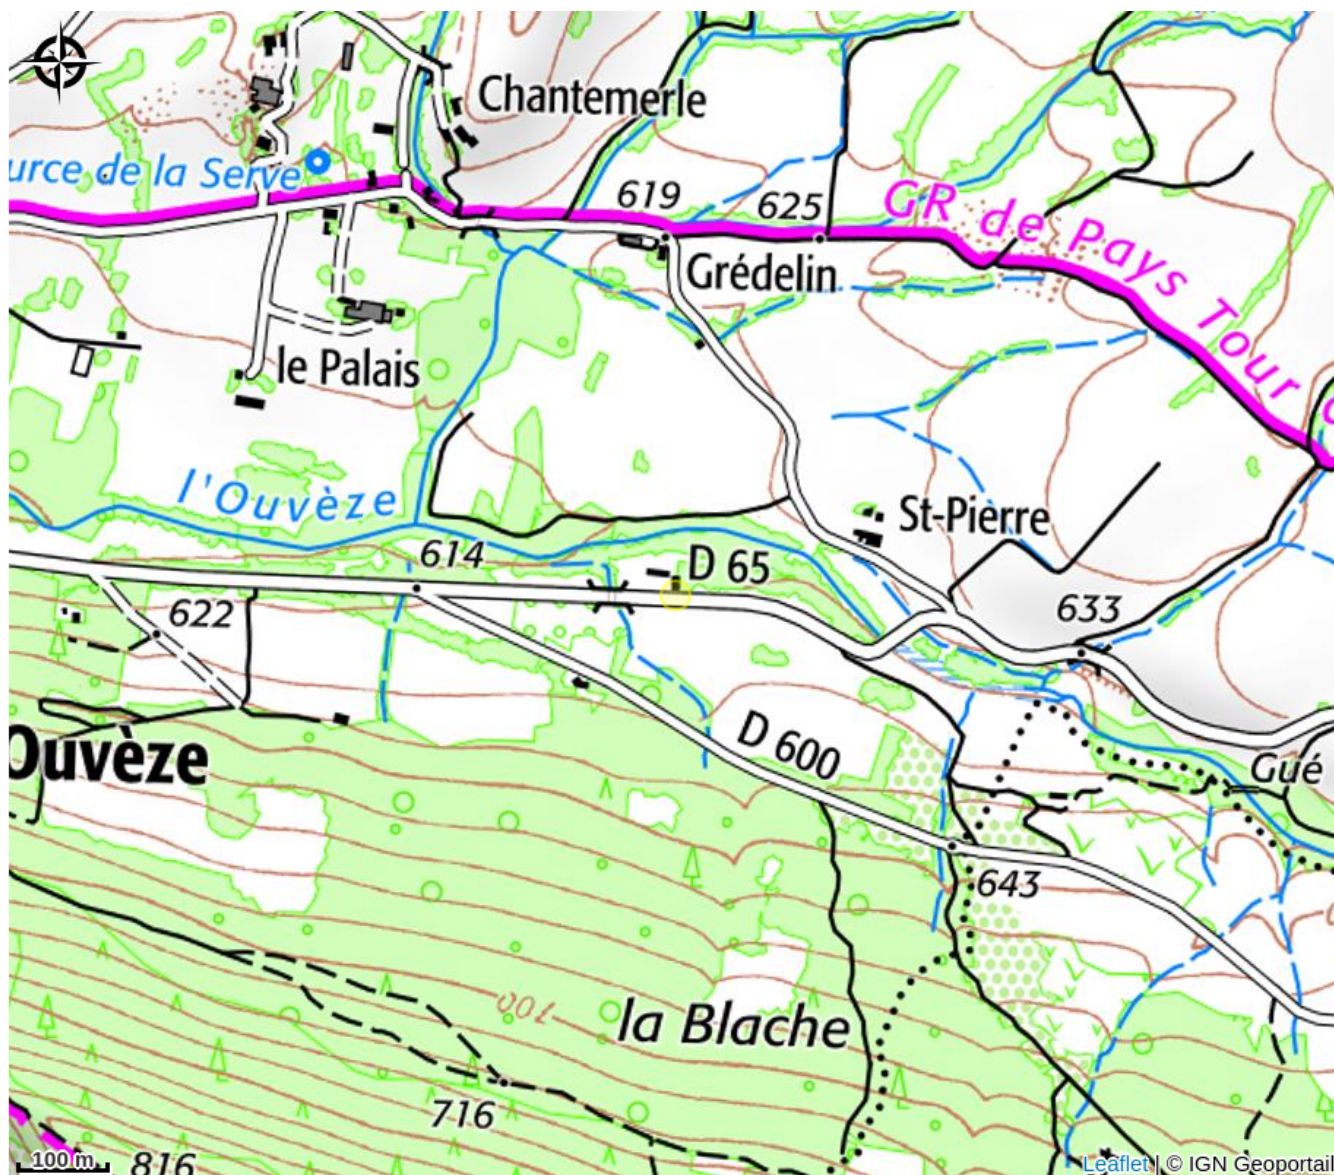 Chantemerle
urce de la Serve
619
625
GR de Pays Tour d
Grédelin
le Palais
l'Ouvèze
St-Pierre
614
D 65
622
633
D 600
Ouvèze
Gué
643
700
la Blache
716
816
100 m
Leaflet | © IGN Geoportail